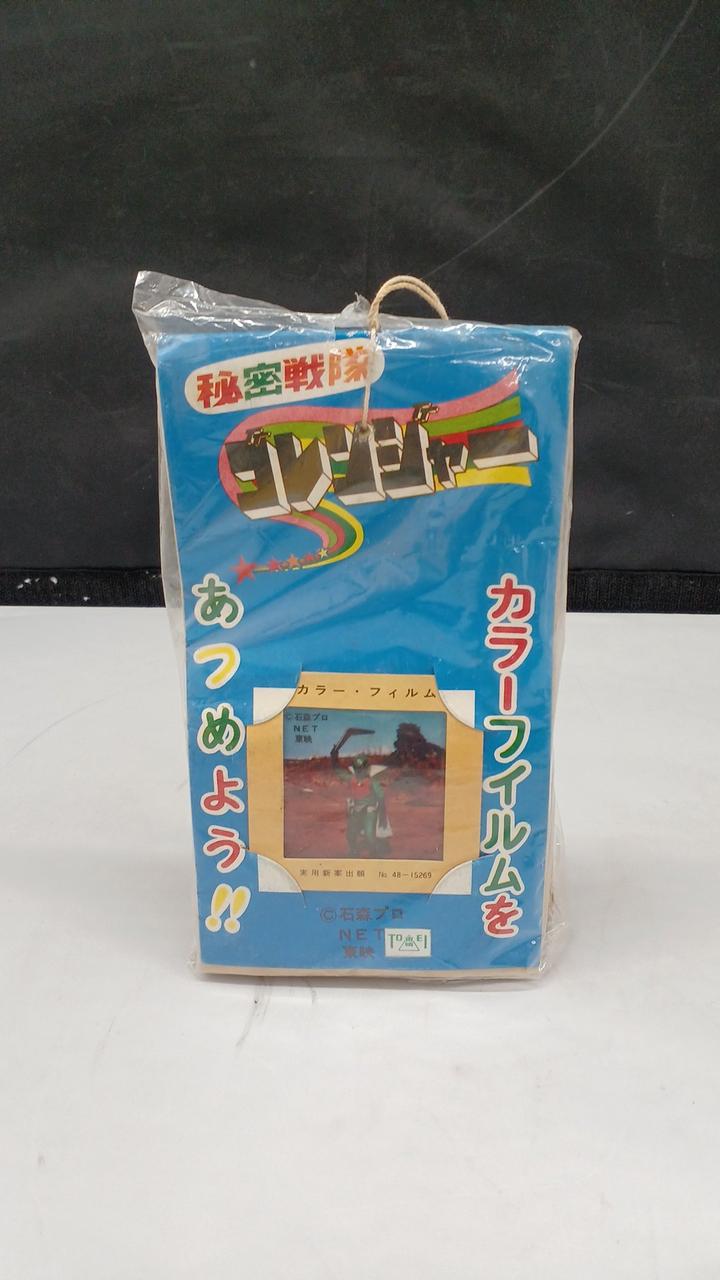 秘密戦隊
ゴレンジャー
カラーフイルムを
あつめよう!!
カラー・フィルム
©石森プロ
NET
東映
実用新案出願 No. 48-15269
©石森プロ
NET
東映
TOEI